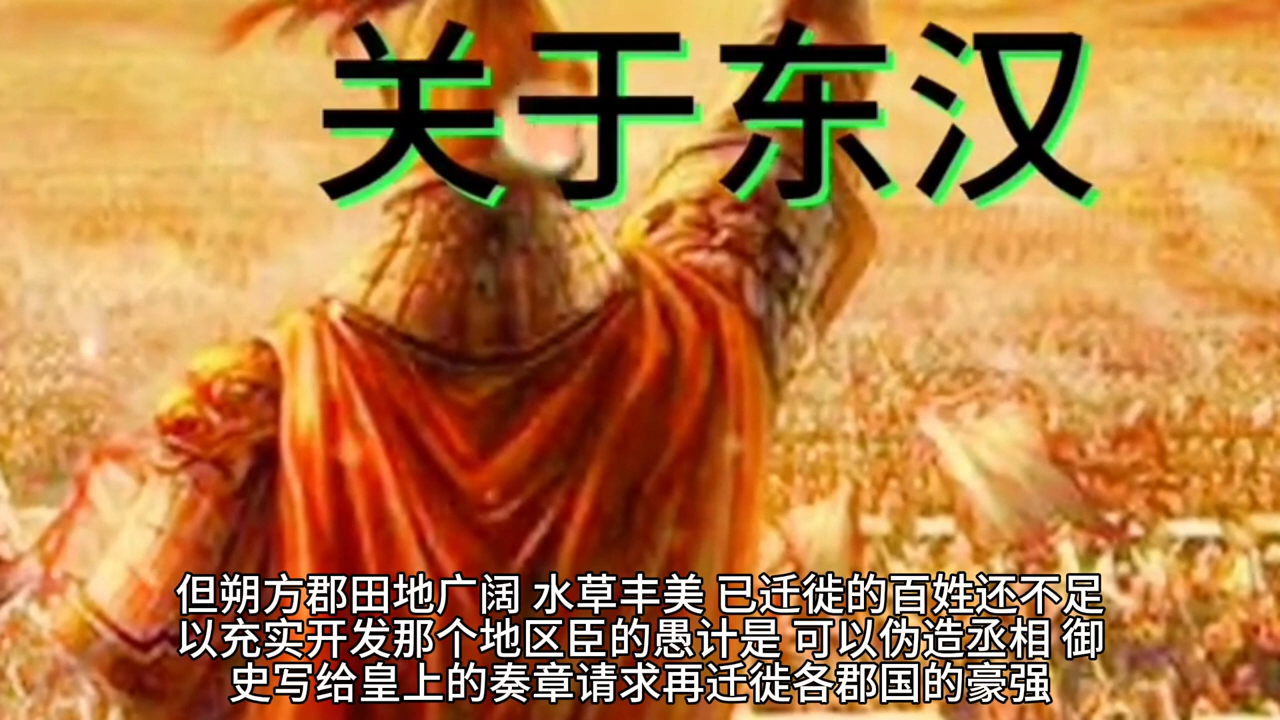 关于东汉
但朔方郡田地广阔 水草丰美 已迁徙的百姓还不足
以充实开发那个地区臣的愚计是 可以伪造丞相 御
史写给皇上的奏章请求再迁徙各郡国的豪强